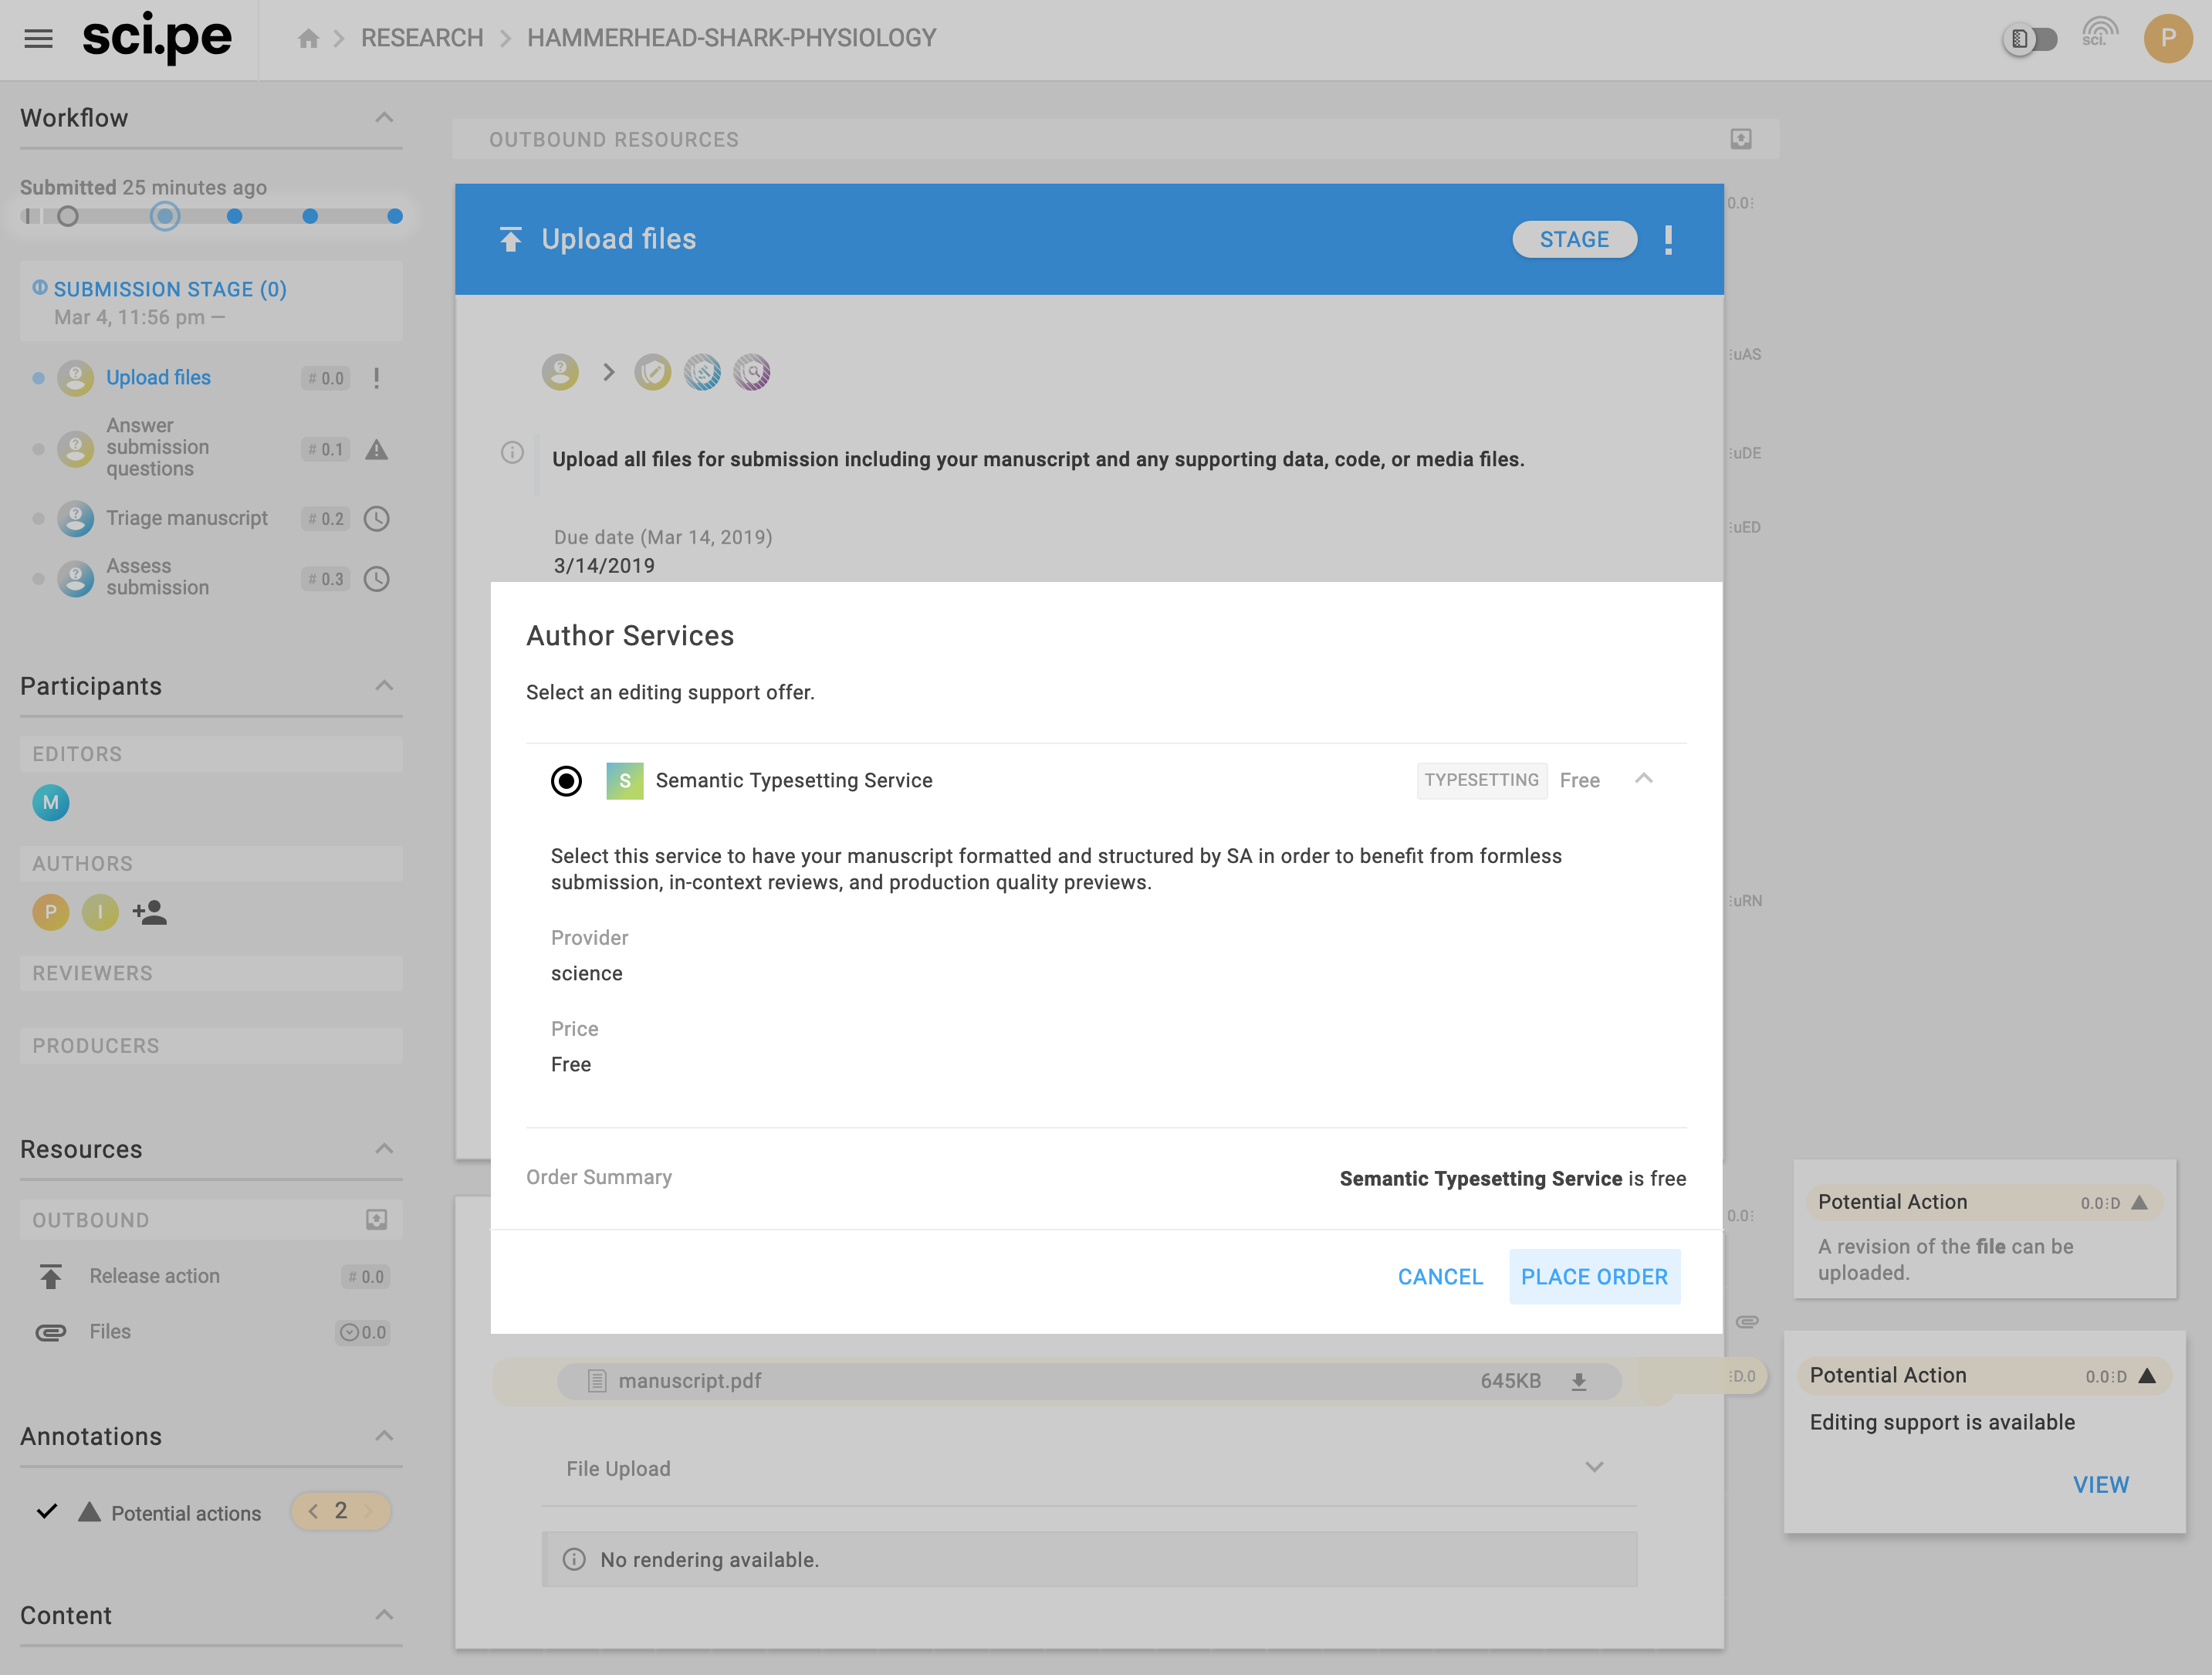 sci.pe
RESEARCH
HAMMERHEAD-SHARK-PHYSIOLOGY
sci.
P
Workflow
Submitted 25 minutes ago
SUBMISSION STAGE (0)
Mar 4, 11:56 pm —
Upload files
# 0.0
Answer submission questions
# 0.1
Triage manuscript
# 0.2
Assess submission
# 0.3
Participants
EDITORS
M
AUTHORS
P
I
REVIEWERS
PRODUCERS
Resources
OUTBOUND
Release action
# 0.0
Files
0.0
Annotations
Potential actions
2
Content
OUTBOUND RESOURCES
Upload files
STAGE
0.0
Upload all files for submission including your manuscript and any supporting data, code, or media files.
uAS
uDE
uED
uRN
Due date (Mar 14, 2019)
3/14/2019
Author Services
Select an editing support offer.
S
Semantic Typesetting Service
TYPESETTING
Free
Select this service to have your manuscript formatted and structured by SA in order to benefit from formless
submission, in-context reviews, and production quality previews.
Provider
science
Price
Free
Order Summary
Semantic Typesetting Service is free
CANCEL
PLACE ORDER
0.0
manuscript.pdf
645KB
D.0
File Upload
No rendering available.
Potential Action
0.0:D
A revision of the file can be
uploaded.
Potential Action
0.0:D
Editing support is available
VIEW